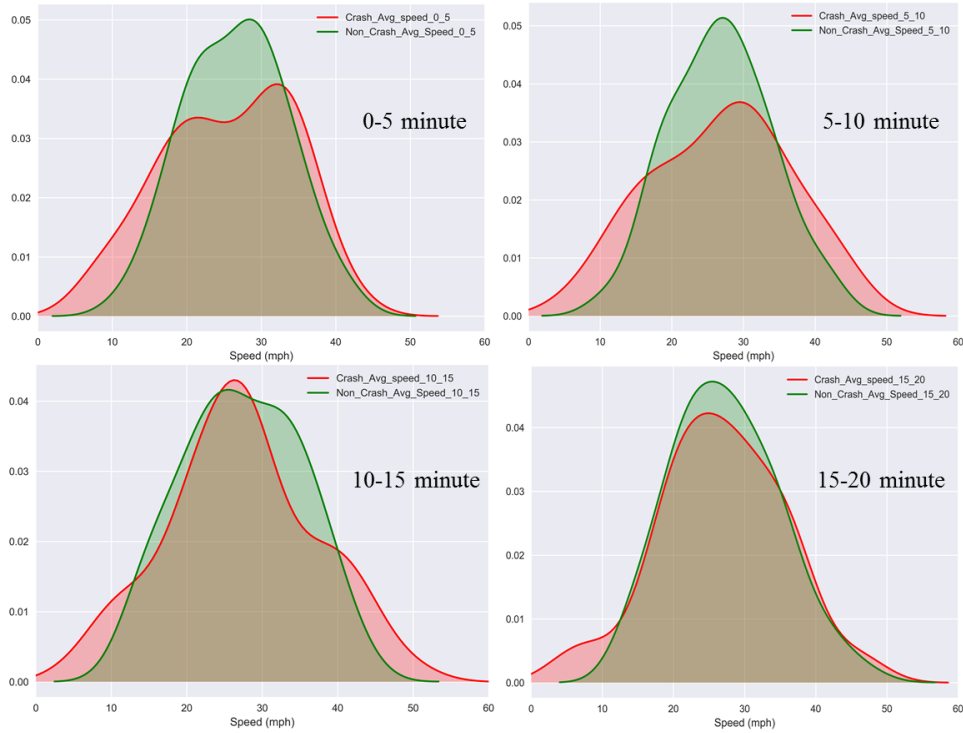 0.05
0.04
0.03
0.02
0.01
0.00
Crash_Avg_speed_0_5
Non_Crash_Avg_Speed_0_5
0-5 minute
0 10 20 30 40 50 60
Speed (mph)
0.05
0.04
0.03
0.02
0.01
0.00
Crash_Avg_speed_5_10
Non_Crash_Avg_Speed_5_10
5-10 minute
0 10 20 30 40 50 60
Speed (mph)
0.04
0.03
0.02
0.01
0.00
Crash_Avg_speed_10_15
Non_Crash_Avg_Speed_10_15
10-15 minute
0 10 20 30 40 50 60
Speed (mph)
0.04
0.03
0.02
0.01
0.00
Crash_Avg_speed_15_20
Non_Crash_Avg_Speed_15_20
15-20 minute
0 10 20 30 40 50 60
Speed (mph)